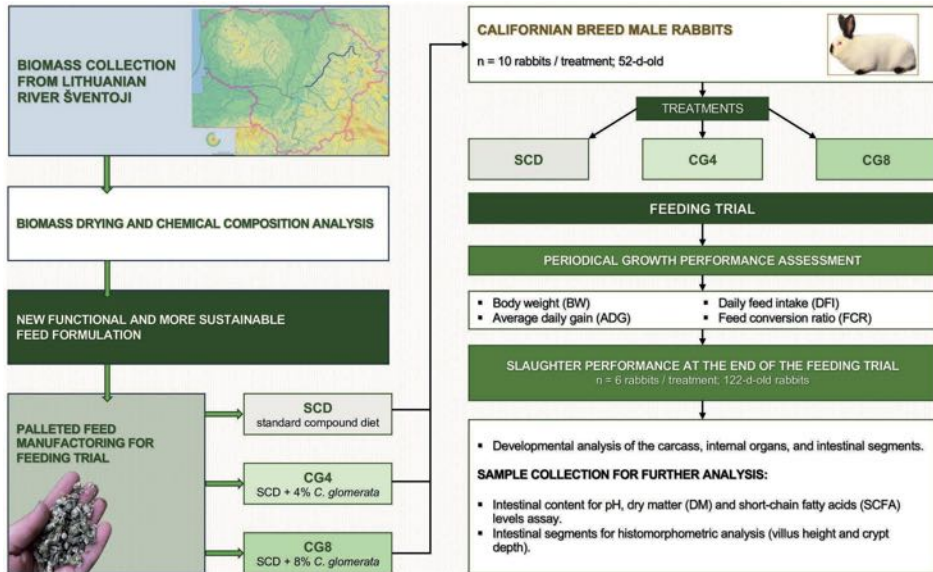 BIOMASS COLLECTION
FROM LITHUANIAN
RIVER ŠVENTOJI
BIOMASS DRYING AND CHEMICAL COMPOSITION ANALYSIS
NEW FUNCTIONAL AND MORE SUSTAINABLE
FEED FORMULATION
PALLETED FEED
MANUFACTORING FOR
FEEDING TRIAL
SCD
standard compound diet
CG4
SCD + 4% C. glomerata
CG8
SCD + 8% C. glomerata
CALIFORNIAN BREED MALE RABBITS
n = 10 rabbits / treatment; 52-d-old
TREATMENTS
SCD
CG4
CG8
FEEDING TRIAL
PERIODICAL GROWTH PERFORMANCE ASSESSMENT
▪ Body weight (BW)
▪ Average daily gain (ADG)
▪ Daily feed intake (DFI)
▪ Feed conversion ratio (FCR)
SLAUGHTER PERFORMANCE AT THE END OF THE FEEDING TRIAL
n = 6 rabbits / treatment; 122-d-old rabbits
▪ Developmental analysis of the carcass, internal organs, and intestinal segments.
SAMPLE COLLECTION FOR FURTHER ANALYSIS:
▪ Intestinal content for pH, dry matter (DM) and short-chain fatty acids (SCFA)
levels assay.
▪ Intestinal segments for histomorphometric analysis (villus height and crypt
depth).